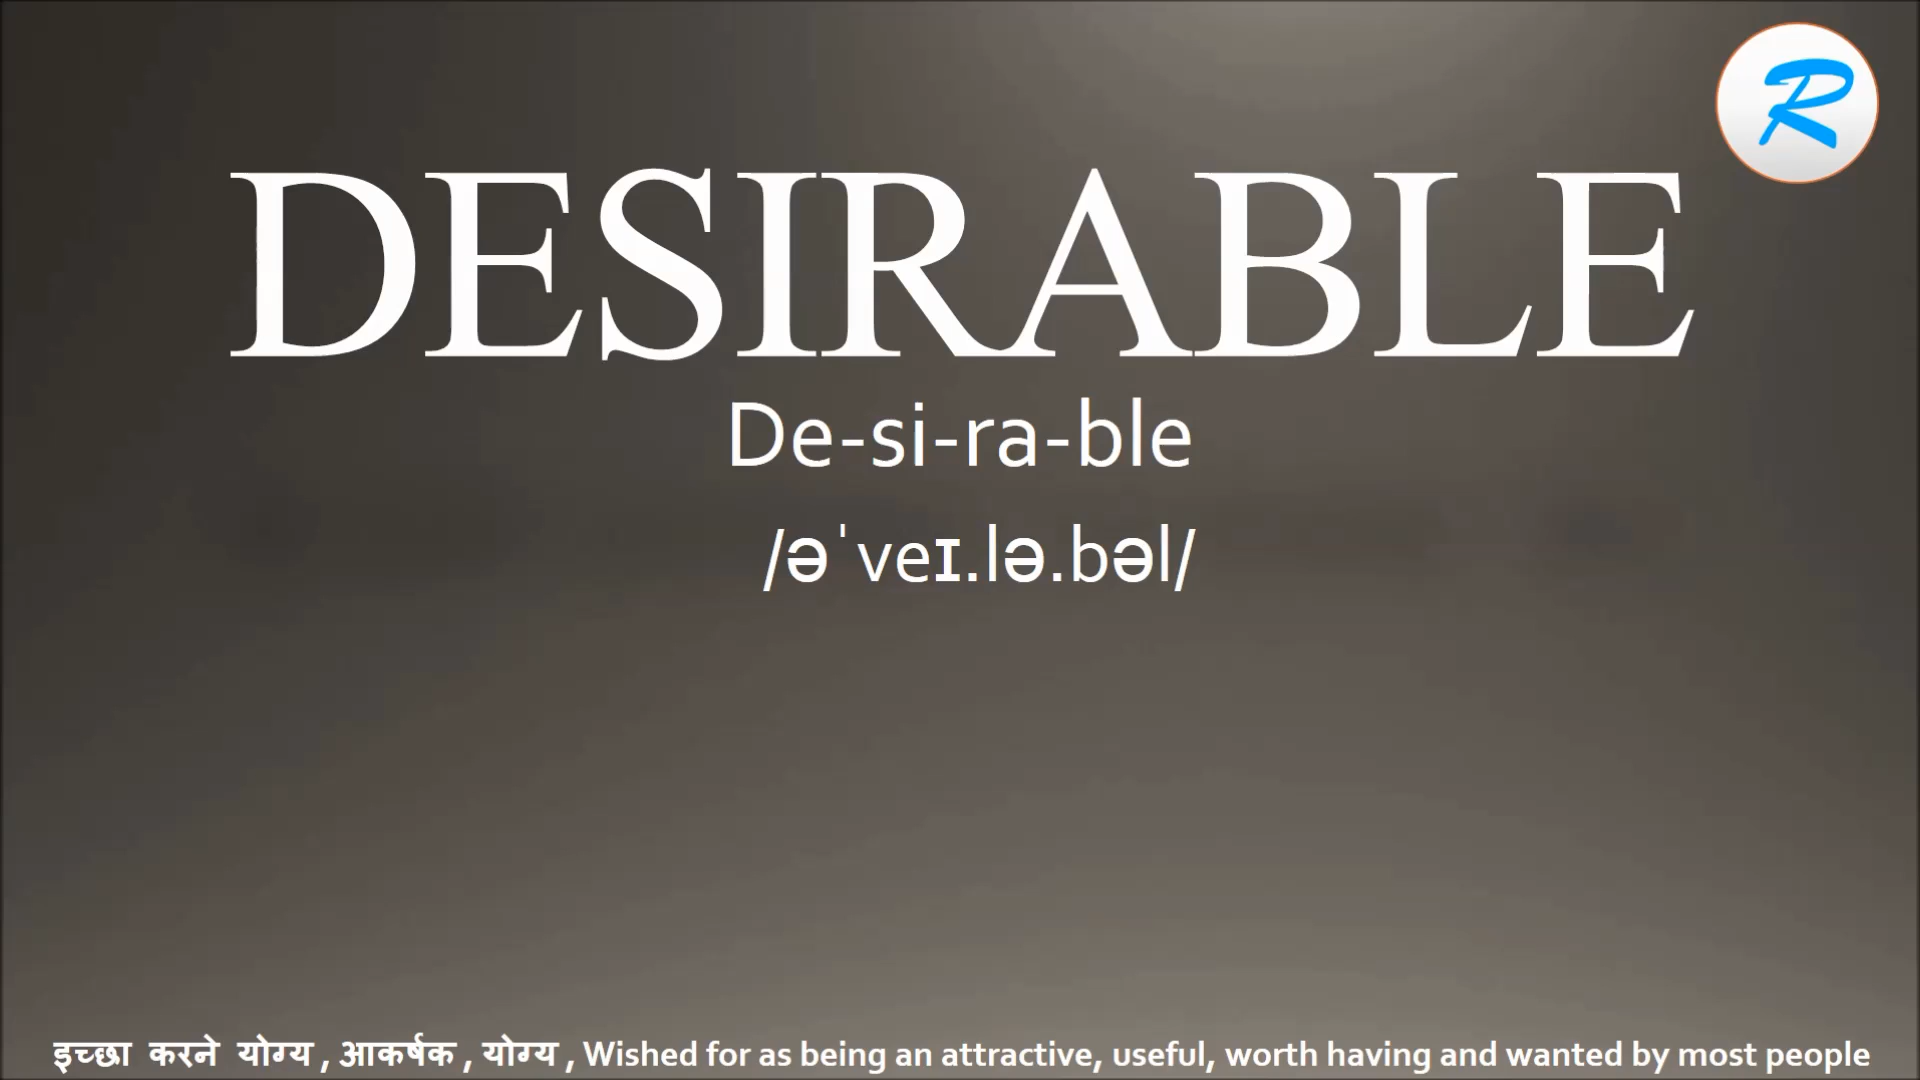 R
DESIRABLE
De-si-ra-ble
/əˈveɪ.lə.bəl/
इच्छा करने योग्य , आकर्षक , योग्य , Wished for as being an attractive, useful, worth having and wanted by most people